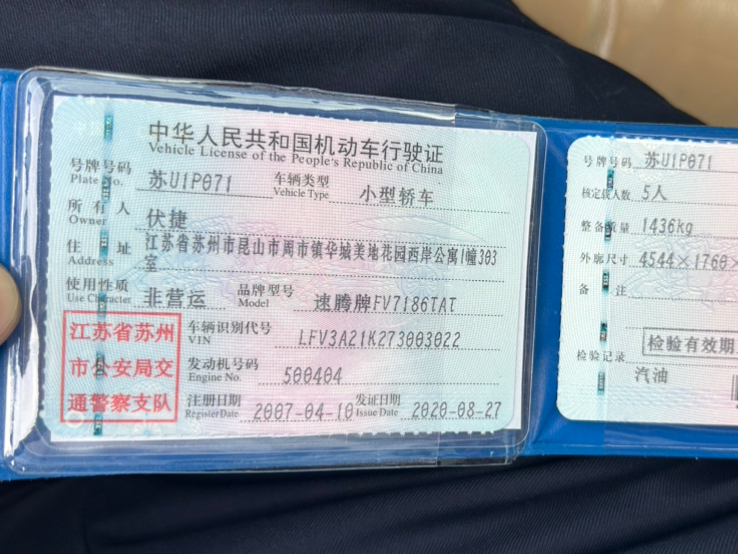 中华人民共和国机动车行驶证
Vehicle License of the People's Republic of China
号牌号码 苏U1P071 车辆类型 小型轿车
Plate No. Vehicle Type
所有人 伏捷
Owner
住址 江苏省苏州市昆山市周市镇华城美地花园西岸公寓1幢303
Address 室
使用性质 非营运 品牌型号 速腾牌FV7186TAT
Use Character Model
江苏省苏州
市公安局交
通警察支队
车辆识别代号 LFV3A21K273003022
VIN
发动机号码 500404
Engine No.
注册日期 2007-04-10 发证日期 2020-08-27
Register Date Issue Date
号牌号码 苏U1P071
核定载人数 5人
整备质量 1436kg
外廓尺寸 4544×1760×
备注
检验有效期
检验记录
汽油